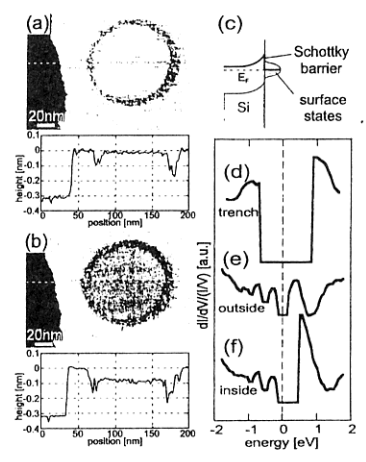 (a)
20nm
height [nm]
0.1
0
-0.1
-0.2
-0.3
-0.4
0 50 100 150 200
position [nm]
(b)
20nm
height [nm]
0.1
0
-0.1
-0.2
-0.3
-0.4
0 50 100 150 200
position [nm]
(c)
Schottky
barrier
Ef
Si
surface
states
dI/dV/(I/V) [a.u.]
(d)
trench
(e)
outside
(f)
inside
-2 -1 0 1 2
energy [eV]